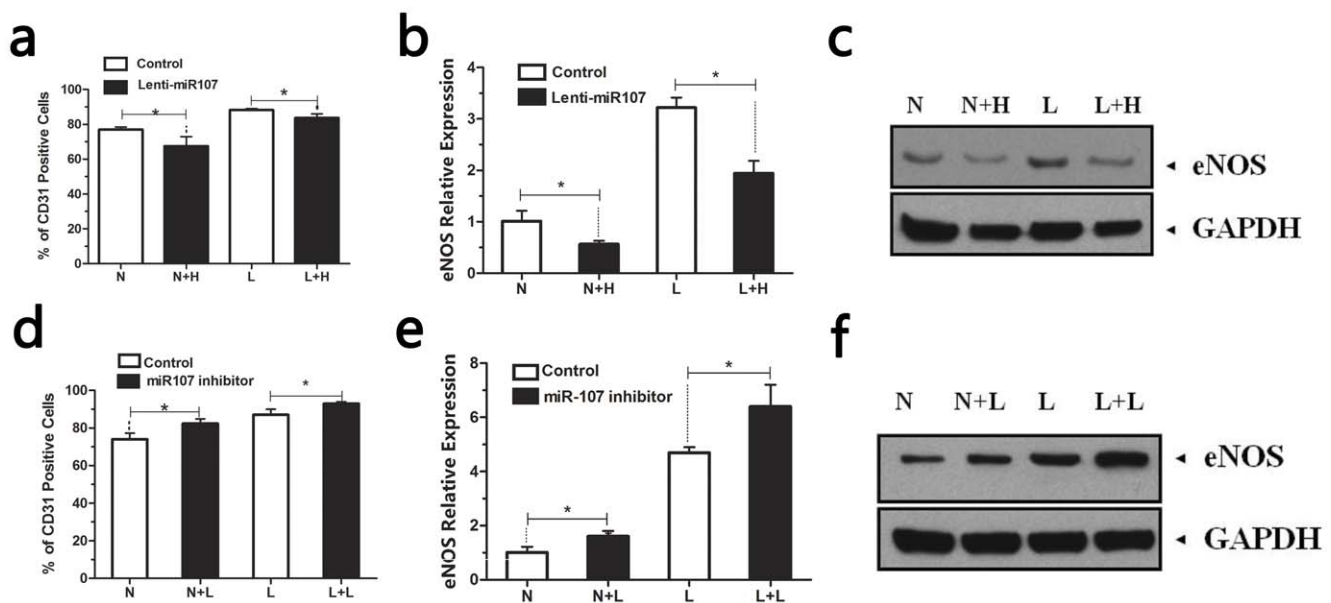 a
Control
Lenti-miR107
% of CD31 Positive Cells
100
80
60
40
20
0
*
*
N
N+H
L
L+H
b
Control
Lenti-miR107
eNOS Relative Expression
4
3
2
1
0
*
*
N
N+H
L
L+H
c
N N+H L L+H
eNOS
GAPDH
d
Control
miR107 inhibitor
% of CD31 Positive Cells
100
80
60
40
20
0
*
*
N
N+L
L
L+L
e
Control
miR-107 inhibitor
eNOS Relative Expression
8
6
4
2
0
*
*
N
N+L
L
L+L
f
N N+L L L+L
eNOS
GAPDH